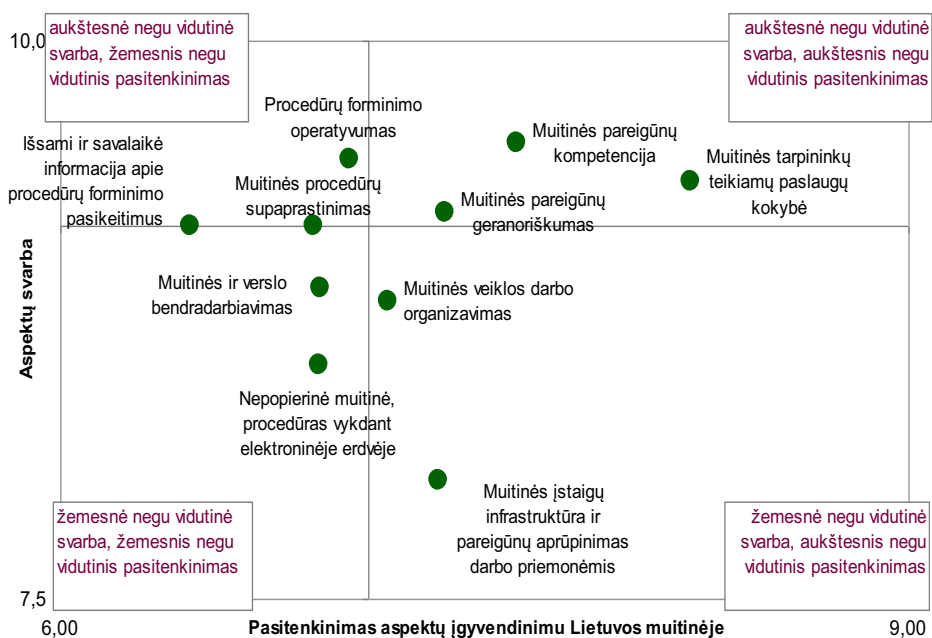 aukštesnė negu vidutinė
svarba, žemesnis negu
vidutinis pasitenkinimas
aukštesnė negu vidutinė
svarba, aukštesnis negu
vidutinis pasitenkinimas
10,0
Procedūrų forminimo
operatyvumas
Muitinės pareigūnų
kompetencija
Išsami ir savalaikė
informacija apie
procedūrų forminimo
pasikeitimus
Muitinės tarpininkų
teikiamų paslaugų
kokybė
Muitinės procedūrų
supaprastinimas
Muitinės pareigūnų
geranoriškumas
Muitinės ir verslo
bendradarbiavimas
Muitinės veiklos darbo
organizavimas
Aspektų svarba
Nepopierinė muitinė,
procedūras vykdant
elektroninėje erdvėje
Muitinės įstaigų
infrastruktūra ir
pareigūnų aprūpinimas
darbo priemonėmis
žemesnė negu vidutinė
svarba, žemesnis negu
vidutinis pasitenkinimas
žemesnė negu vidutinė
svarba, aukštesnis negu
vidutinis pasitenkinimas
7,5
6,00
Pasitenkinimas aspektų įgyvendinimu Lietuvos muitinėje
9,00